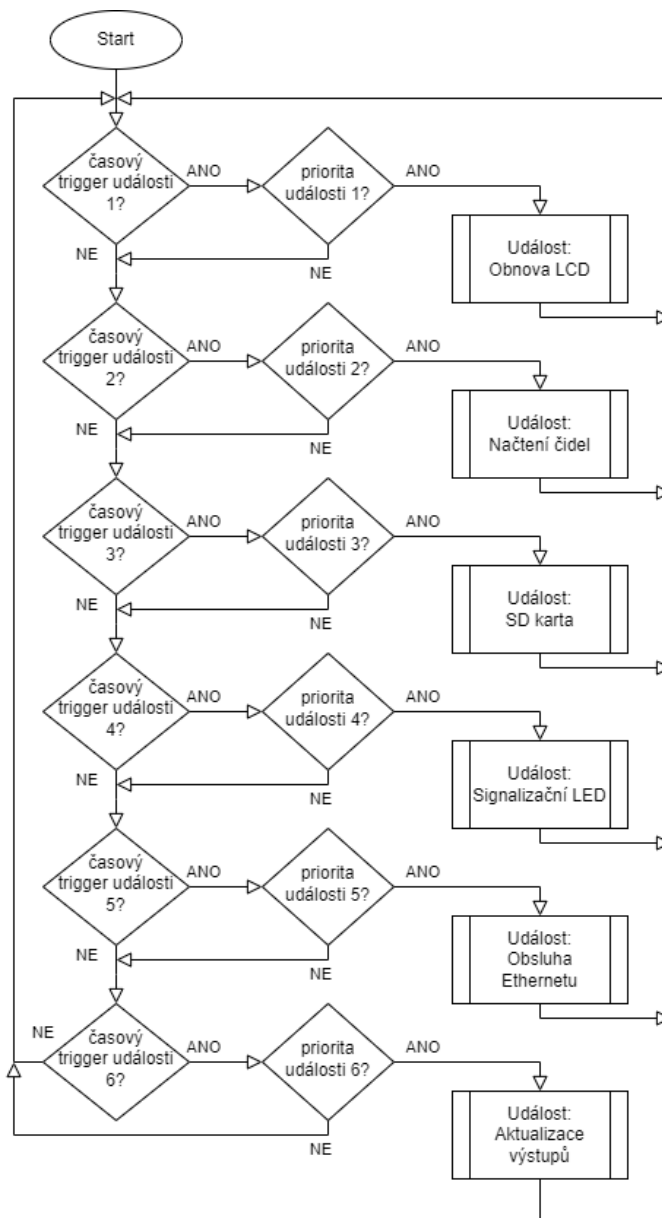 Start
časový
trigger události
1?
ANO
priorita
události 1?
ANO
Událost:
Obnova LCD
NE
NE
časový
trigger události
2?
ANO
priorita
události 2?
ANO
Událost:
Načtení čidel
NE
NE
časový
trigger události
3?
ANO
priorita
události 3?
ANO
Událost:
SD karta
NE
NE
časový
trigger události
4?
ANO
priorita
události 4?
ANO
Událost:
Signalizační LED
NE
NE
časový
trigger události
5?
ANO
priorita
události 5?
ANO
Událost:
Obsluha
Ethernetu
NE
NE
NE
časový
trigger události
6?
ANO
priorita
události 6?
ANO
Událost:
Aktualizace
výstupů
NE